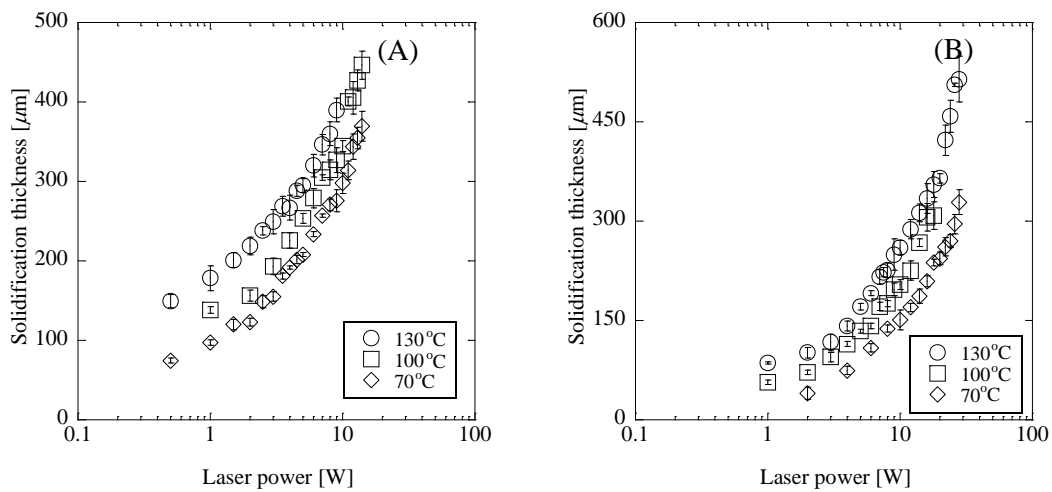 500
400
300
200
100
0
Solidification thickness [μm]
(A)
130°C
100°C
70°C
0.1 1 10 100
Laser power [W]
600
450
300
150
0
Solidification thickness [μm]
(B)
130°C
100°C
70°C
0.1 1 10 100
Laser power [W]